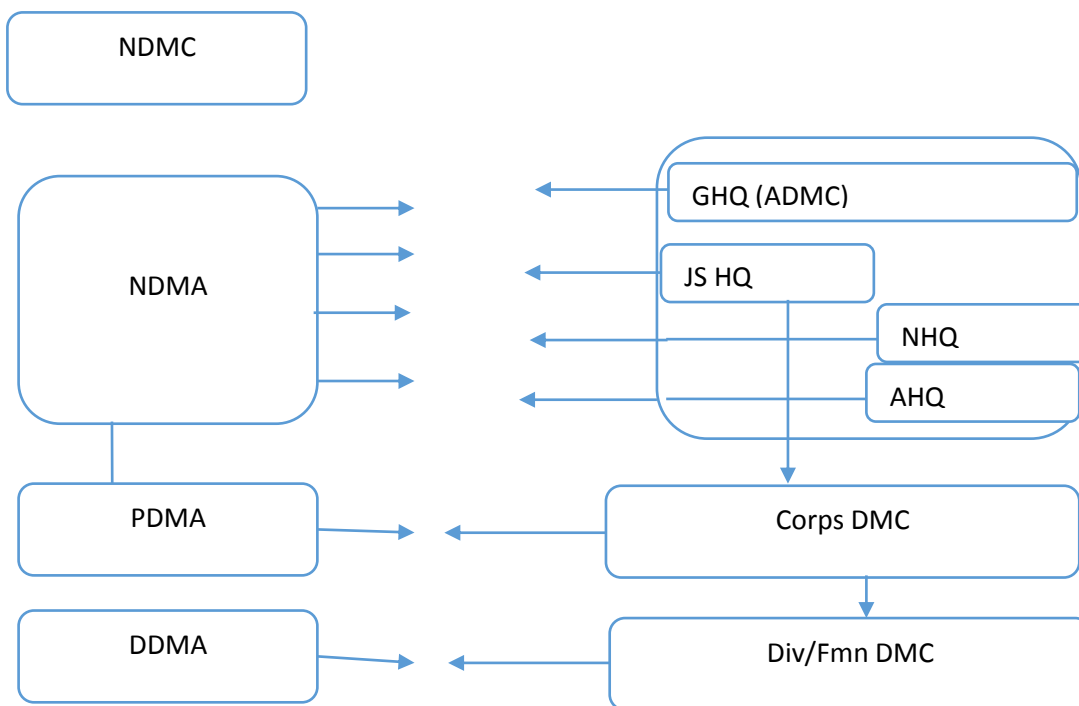 NDMC
GHQ (ADMC)
NDMA
JS HQ
NHQ
AHQ
PDMA
Corps DMC
DDMA
Div/Fmn DMC